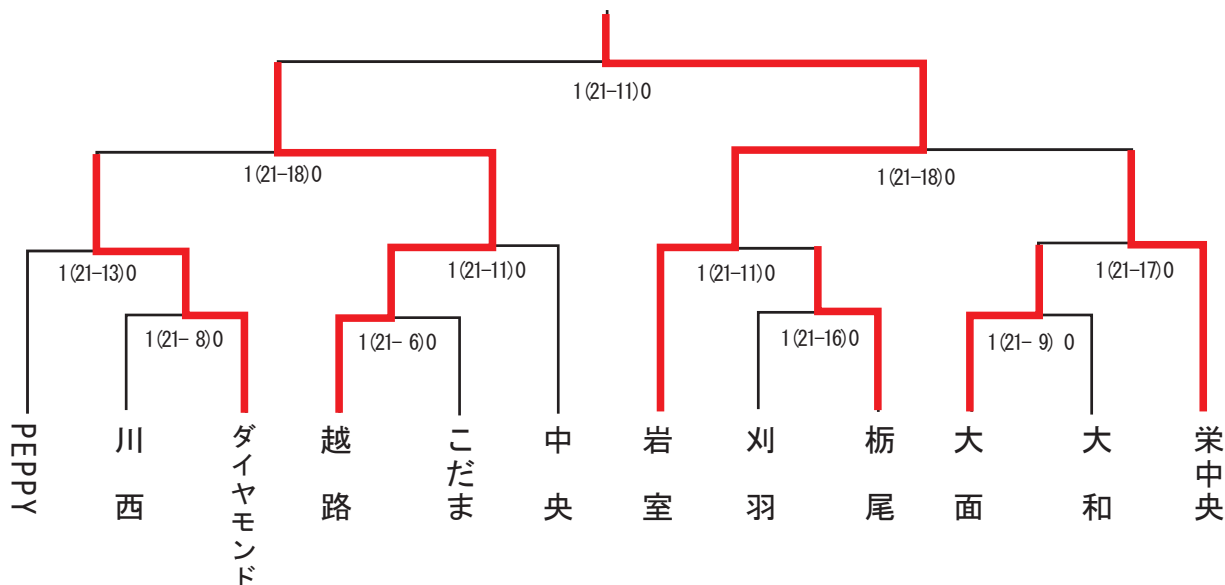 1(21-11)0
1(21-18)0
1(21-18)0
1(21-13)0
1(21-11)0
1(21-11)0
1(21-17)0
1(21- 8)0
1(21- 6)0
1(21-16)0
1(21- 9) 0
PEPPY
川西
ダイヤモンド
越路
こだま
中央
岩室
刈羽
栃尾
大面
大和
栄中央